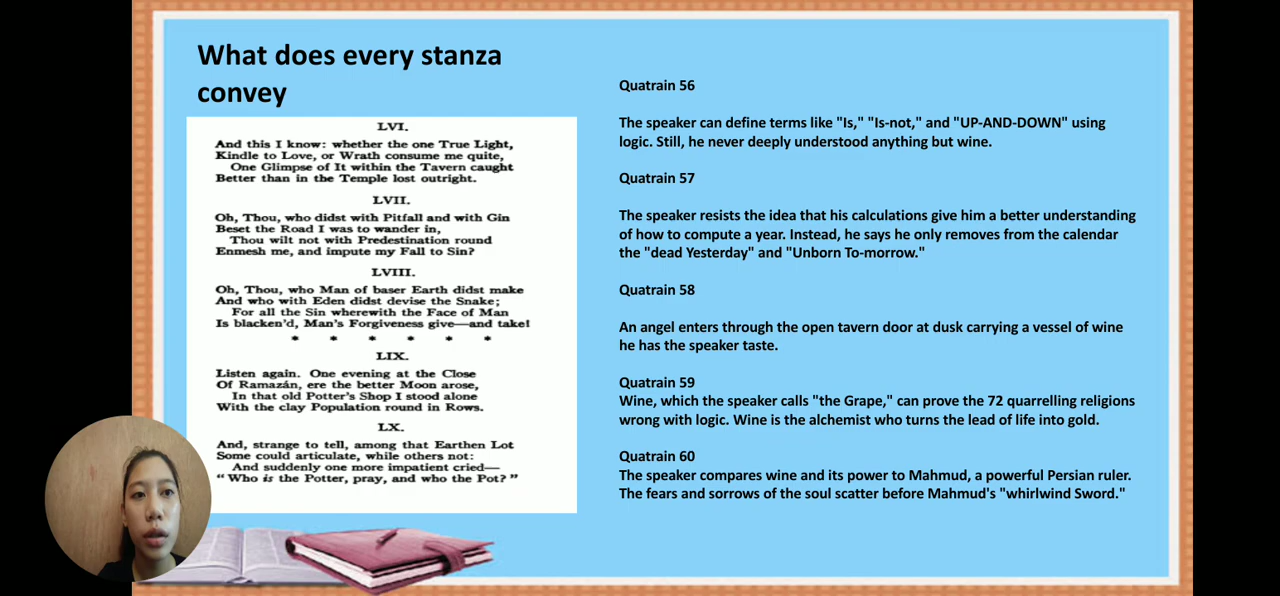 What does every stanza
convey
LVI.
And this I know: whether the one True Light,
Kindle to Love, or Wrath consume me quite,
One Glimpse of It within the Tavern caught
Better than in the Temple lost outright.
LVII.
Oh, Thou, who didst with Pitfall and with Gin
Beset the Road I was to wander in,
Thou wilt not with Predestination round
Enmesh me, and impute my Fall to Sin?
LVIII.
Oh, Thou, who Man of baser Earth didst make
And who with Eden didst devise the Snake;
For all the Sin wherewith the Face of Man
Is blacken'd, Man's Forgiveness give—and take!
* * * * * *
LIX.
Listen again. One evening at the Close
Of Ramazán, ere the better Moon arose,
In that old Potter's Shop I stood alone
With the clay Population round in Rows.
LX.
And, strange to tell, among that Earthen Lot
Some could articulate, while others not:
And suddenly one more impatient cried—
"Who is the Potter, pray, and who the Pot?"
Quatrain 56
The speaker can define terms like "Is," "Is-not," and "UP-AND-DOWN" using
logic. Still, he never deeply understood anything but wine.
Quatrain 57
The speaker resists the idea that his calculations give him a better understanding
of how to compute a year. Instead, he says he only removes from the calendar
the "dead Yesterday" and "Unborn To-morrow."
Quatrain 58
An angel enters through the open tavern door at dusk carrying a vessel of wine
he has the speaker taste.
Quatrain 59
Wine, which the speaker calls "the Grape," can prove the 72 quarrelling religions
wrong with logic. Wine is the alchemist who turns the lead of life into gold.
Quatrain 60
The speaker compares wine and its power to Mahmud, a powerful Persian ruler.
The fears and sorrows of the soul scatter before Mahmud's "whirlwind Sword."